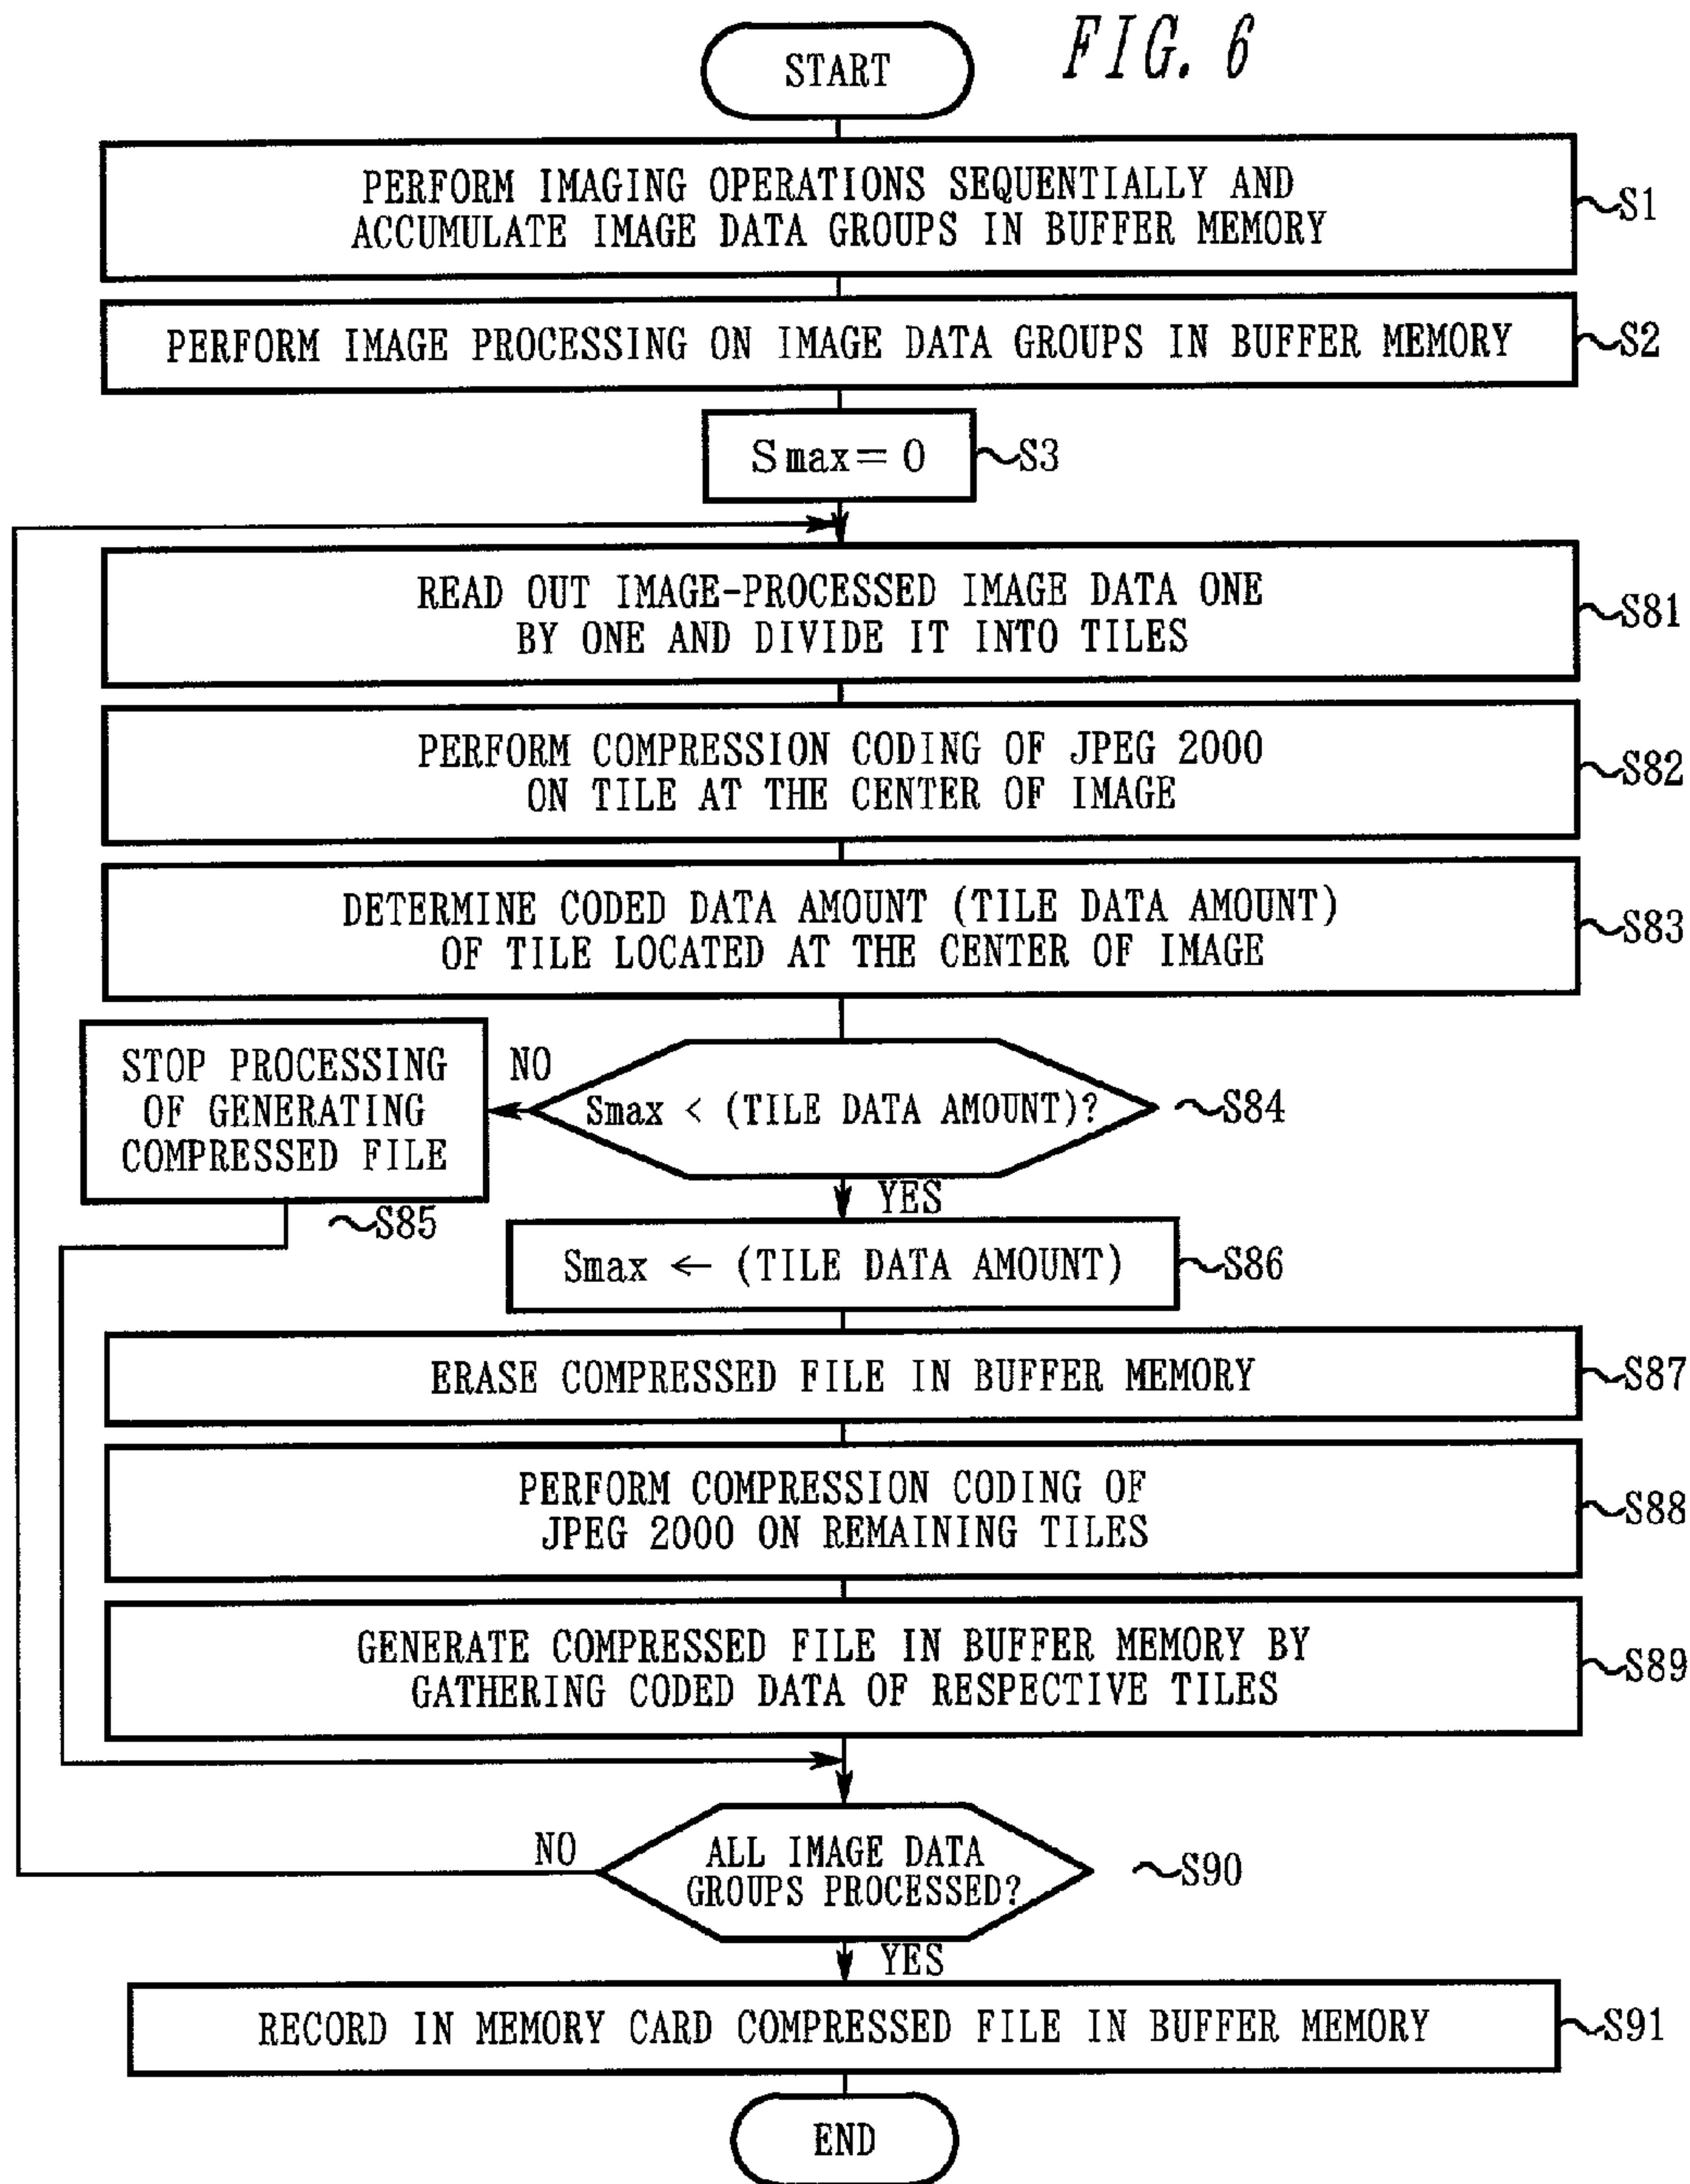 FIG. 6
START
PERFORM IMAGING OPERATIONS SEQUENTIALLY AND
ACCUMULATE IMAGE DATA GROUPS IN BUFFER MEMORY
S1
PERFORM IMAGE PROCESSING ON IMAGE DATA GROUPS IN BUFFER MEMORY
S2
Smax=0
S3
READ OUT IMAGE-PROCESSED IMAGE DATA ONE
BY ONE AND DIVIDE IT INTO TILES
S81
PERFORM COMPRESSION CODING OF JPEG 2000
ON TILE AT THE CENTER OF IMAGE
S82
DETERMINE CODED DATA AMOUNT (TILE DATA AMOUNT)
OF TILE LOCATED AT THE CENTER OF IMAGE
S83
STOP PROCESSING
OF GENERATING
COMPRESSED FILE
S85
NO
Smax < (TILE DATA AMOUNT)?
S84
YES
Smax ← (TILE DATA AMOUNT)
S86
ERASE COMPRESSED FILE IN BUFFER MEMORY
S87
PERFORM COMPRESSION CODING OF
JPEG 2000 ON REMAINING TILES
S88
GENERATE COMPRESSED FILE IN BUFFER MEMORY BY
GATHERING CODED DATA OF RESPECTIVE TILES
S89
NO
ALL IMAGE DATA
GROUPS PROCESSED?
S90
YES
RECORD IN MEMORY CARD COMPRESSED FILE IN BUFFER MEMORY
S91
END